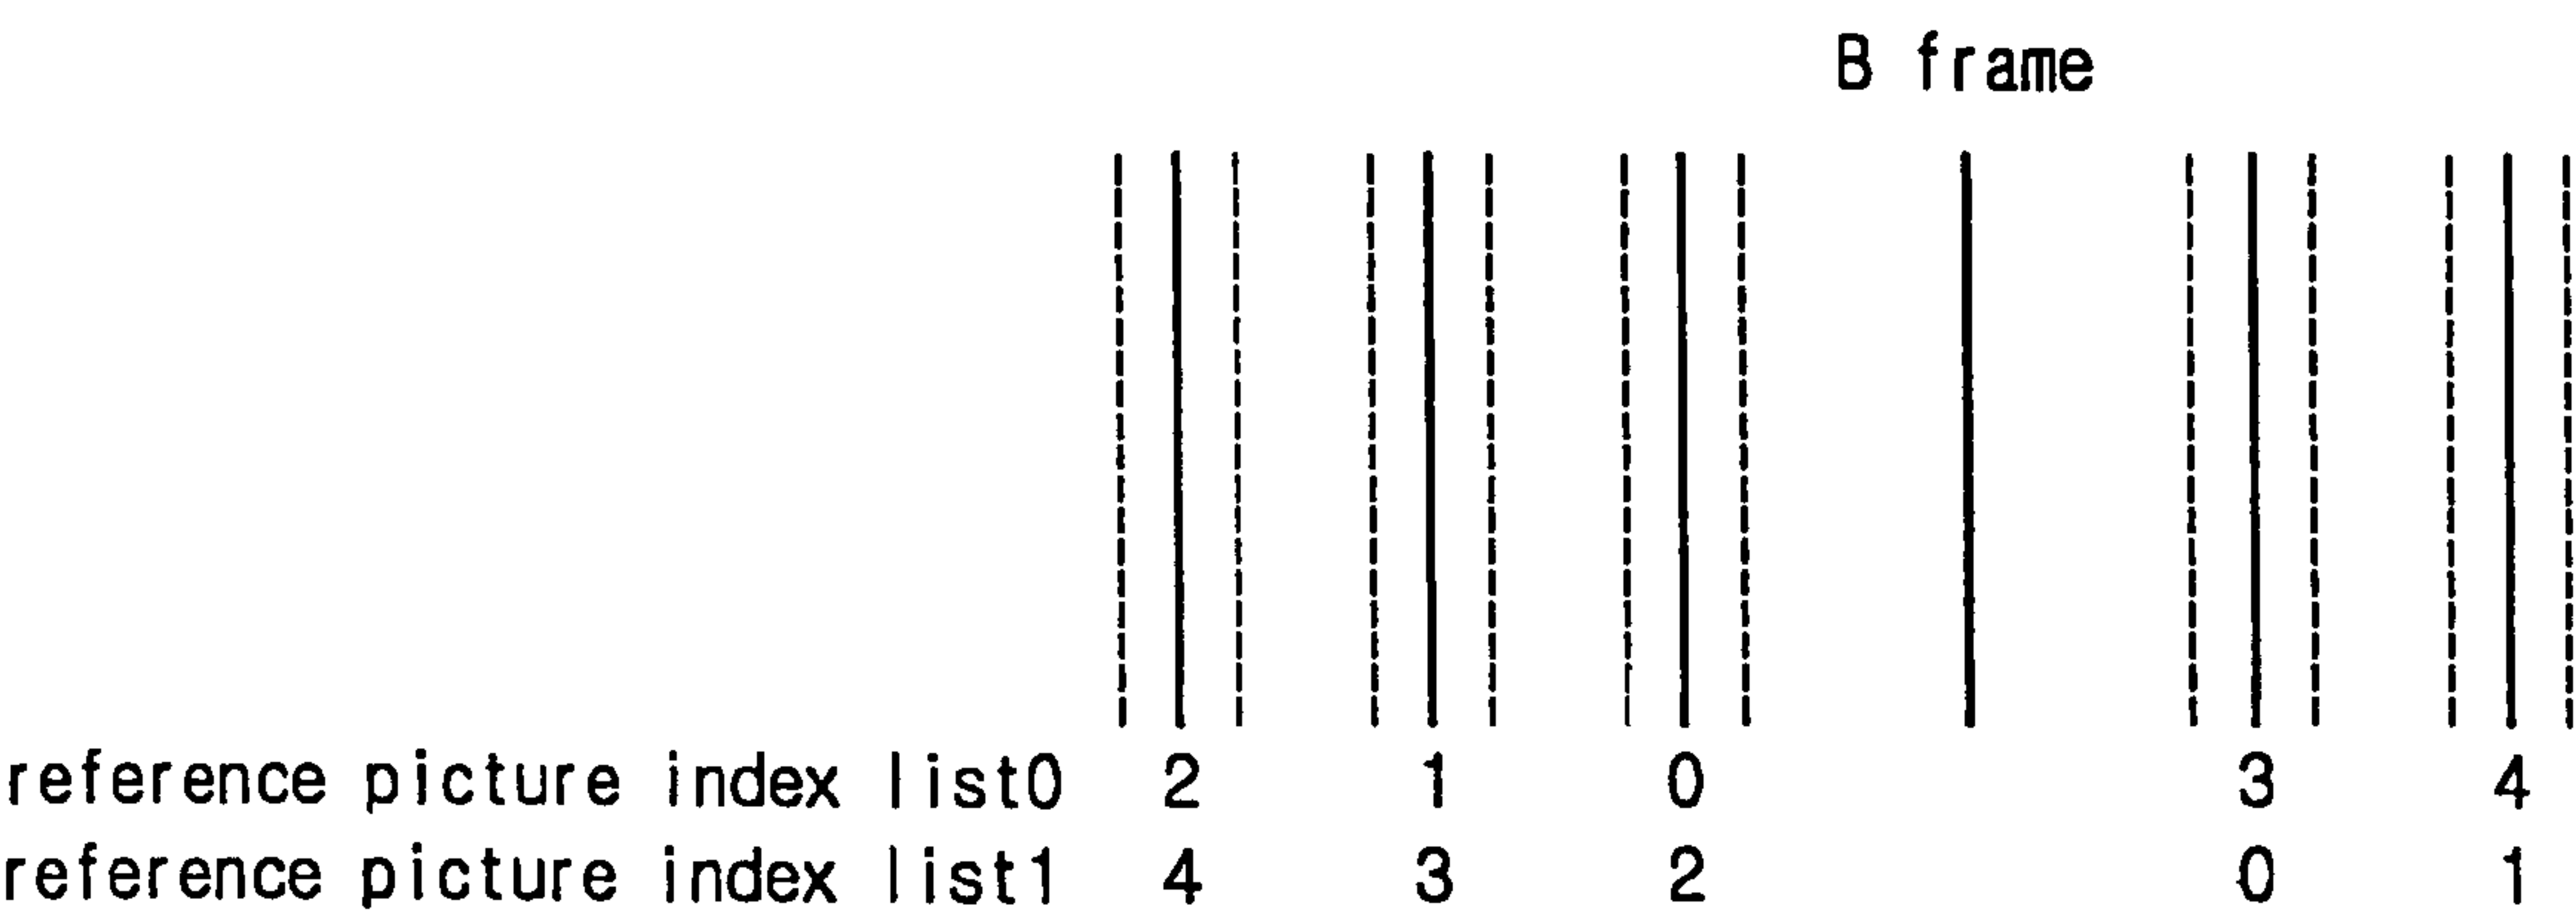 B frame
reference picture index list0 2 1 0 3 4
reference picture index list1 4 3 2 0 1